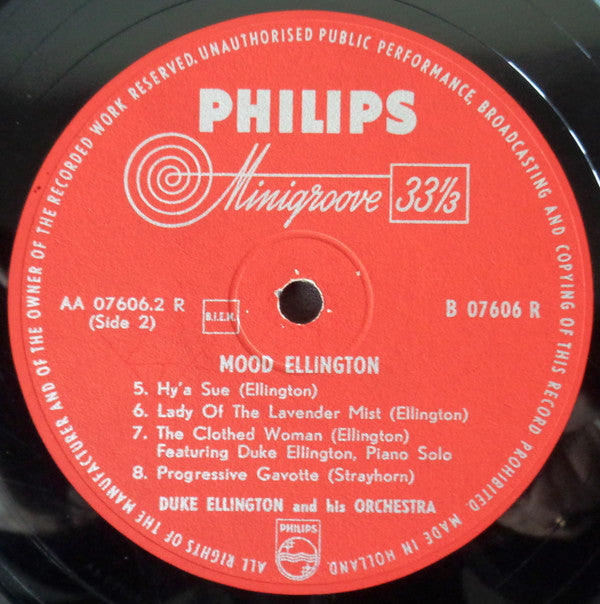 ALL RIGHTS OF THE MANUFACTURER AND OF THE OWNER OF THE RECORDED WORK RESERVED. UNAUTHORISED PUBLIC PERFORMANCE, BROADCASTING AND COPYING OF THIS RECORD PROHIBITED. MADE IN HOLLAND.
PHILIPS
Minigroove 33⅓
AA 07606.2 R
(Side 2)
B.I.E.M.
B 07606 R
MOOD ELLINGTON
5. Hy'a Sue (Ellington)
6. Lady Of The Lavender Mist (Ellington)
7. The Clothed Woman (Ellington)
Featuring Duke Ellington, Piano Solo
8. Progressive Gavotte (Strayhorn)
DUKE ELLINGTON and his ORCHESTRA
PHILIPS